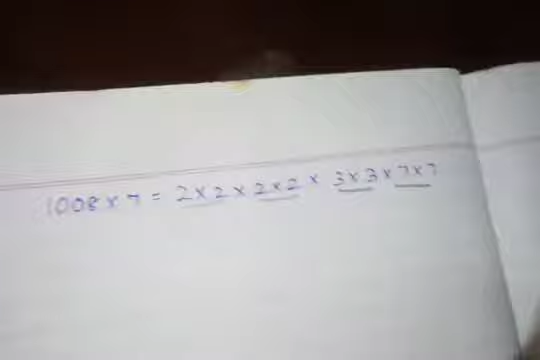 1008 × 7 = 2 × 2 × 2 × 2 × 3 × 3 × 7 × 7